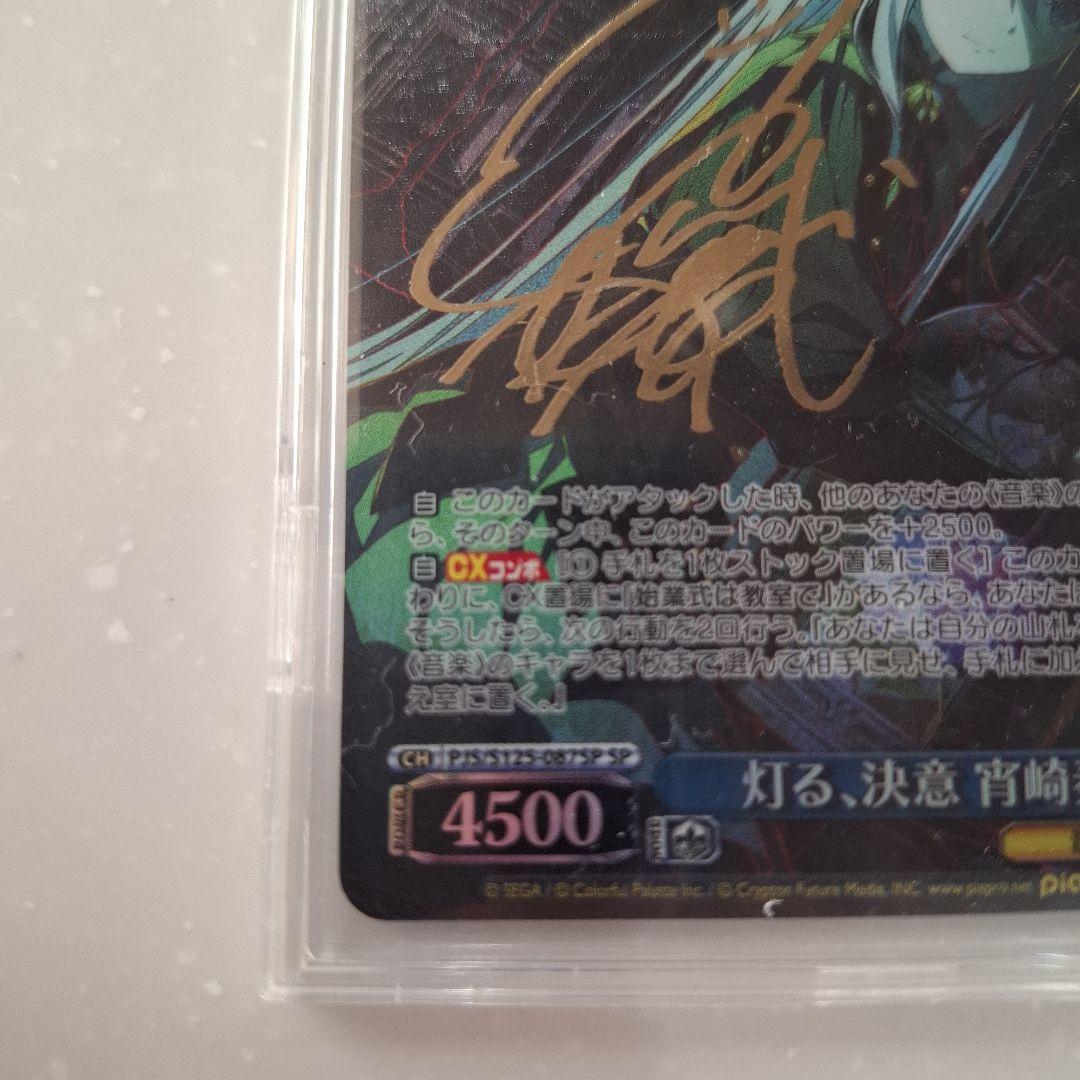 自 このカードがアタックした時、他のあなたの《音楽》の
ら、そのターン中、このカードのパワーを+2500。
自 CXコンボ [① 手札を1枚ストック置場に置く] このカ
わりに、CX置場に「始業式は教室で」があるなら、あなたは
そうしたら、次の行動を2回行う。「あなたは自分の山札
《音楽》のキャラを1枚まで選んで相手に見せ、手札に加
え室に置く。」
CH PJS/S125-087SP SP
灯る、決意 宵崎
4500
© SEGA / © Colorful Palette Inc. / © Crypton Future Media, INC. www.piapro.net